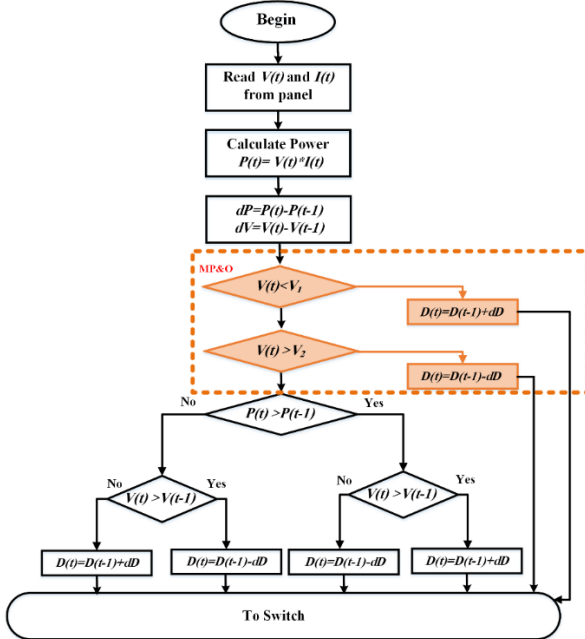 Begin
Read V(t) and I(t)
from panel
Calculate Power
P(t)= V(t)*I(t)
dP=P(t)-P(t-1)
dV=V(t)-V(t-1)
MP&O
V(t)<V₁
D(t)=D(t-1)+dD
V(t) >V₂
D(t)=D(t-1)-dD
No
P(t) >P(t-1)
Yes
No
V(t) >V(t-1)
Yes
No
V(t) >V(t-1)
Yes
D(t)=D(t-1)+dD
D(t)=D(t-1)-dD
D(t)=D(t-1)-dD
D(t)=D(t-1)+dD
To Switch